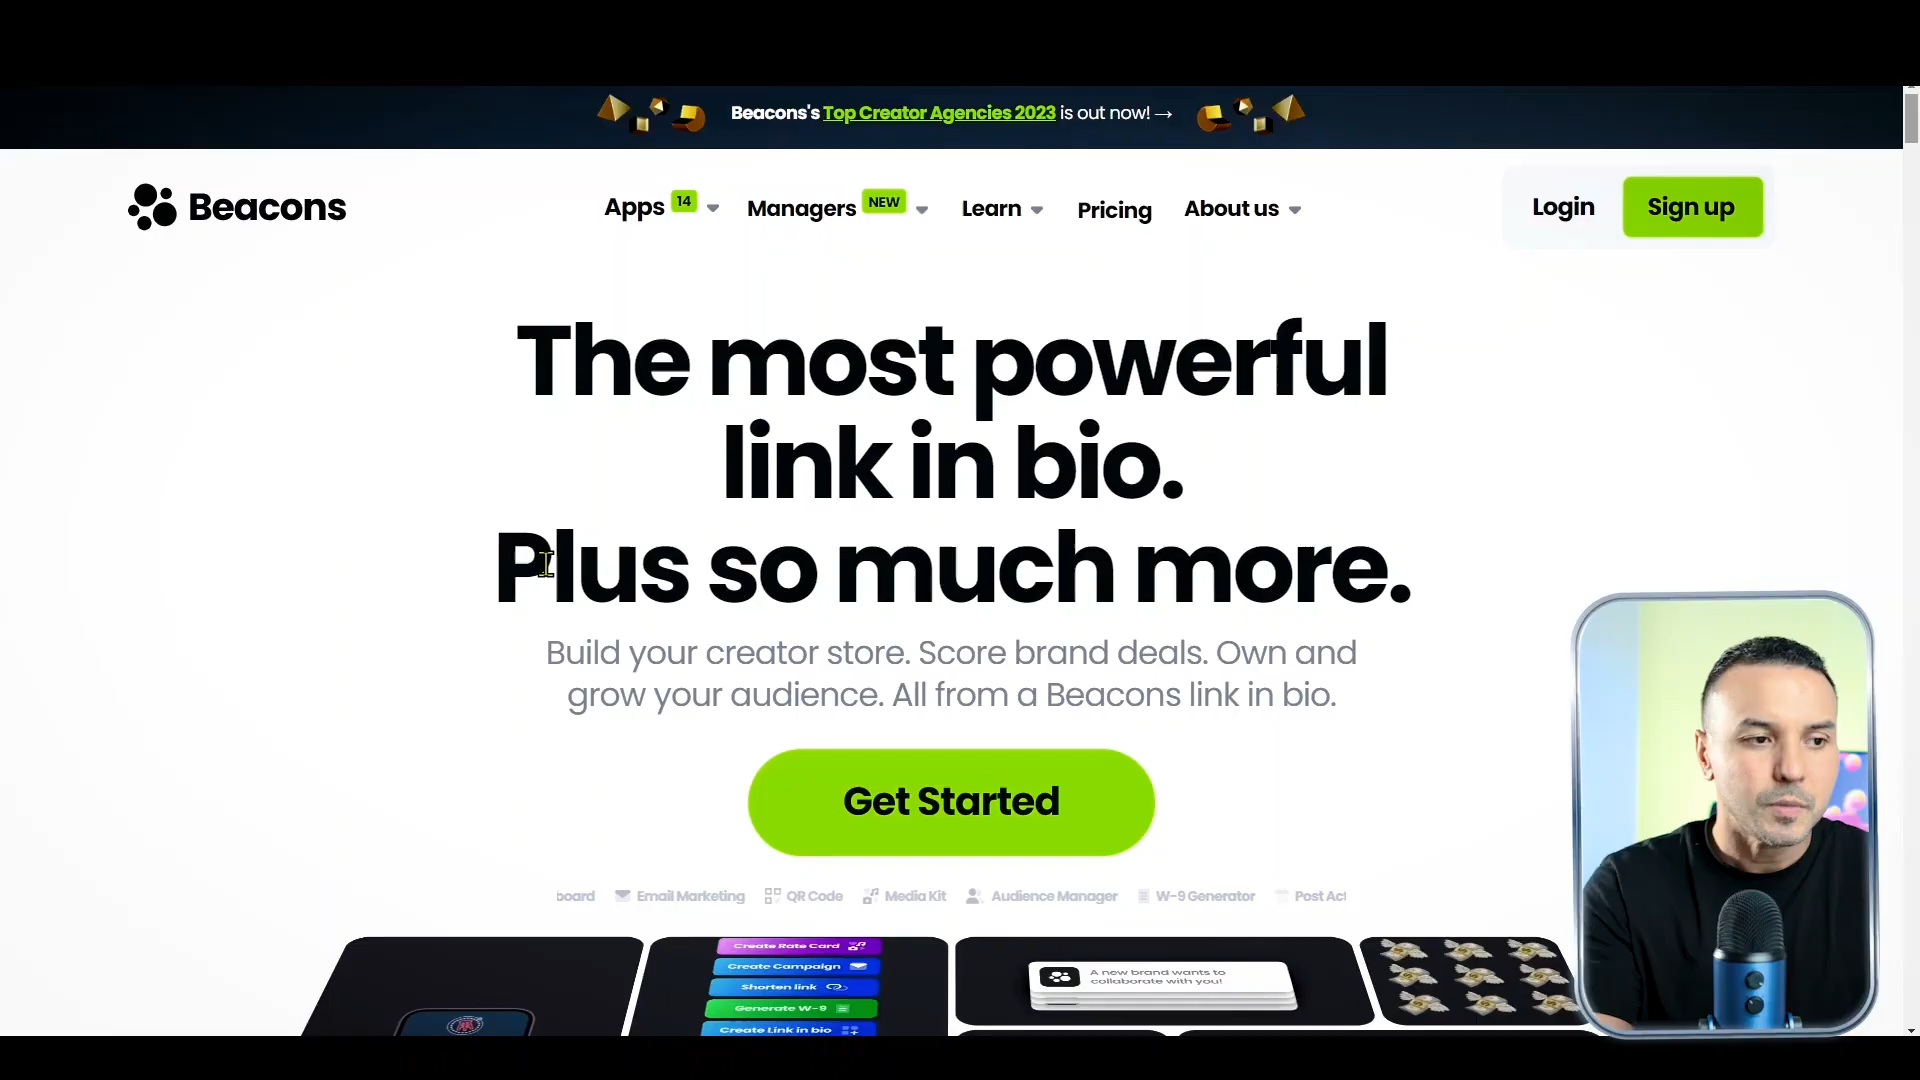 Beacons's Top Creator Agencies 2023 is out now! →
Beacons
Apps 14
Managers NEW
Learn
Pricing
About us
Login
Sign up
The most powerful
link in bio.
Plus so much more.
Build your creator store. Score brand deals. Own and
grow your audience. All from a Beacons link in bio.
Get Started
board
Email Marketing
QR Code
Media Kit
Audience Manager
W-9 Generator
Post Act
Create Rate Card
Create Campaign
Shorten link
Generate W-9
Create Link in bio
A new brand wants to
collaborate with you!